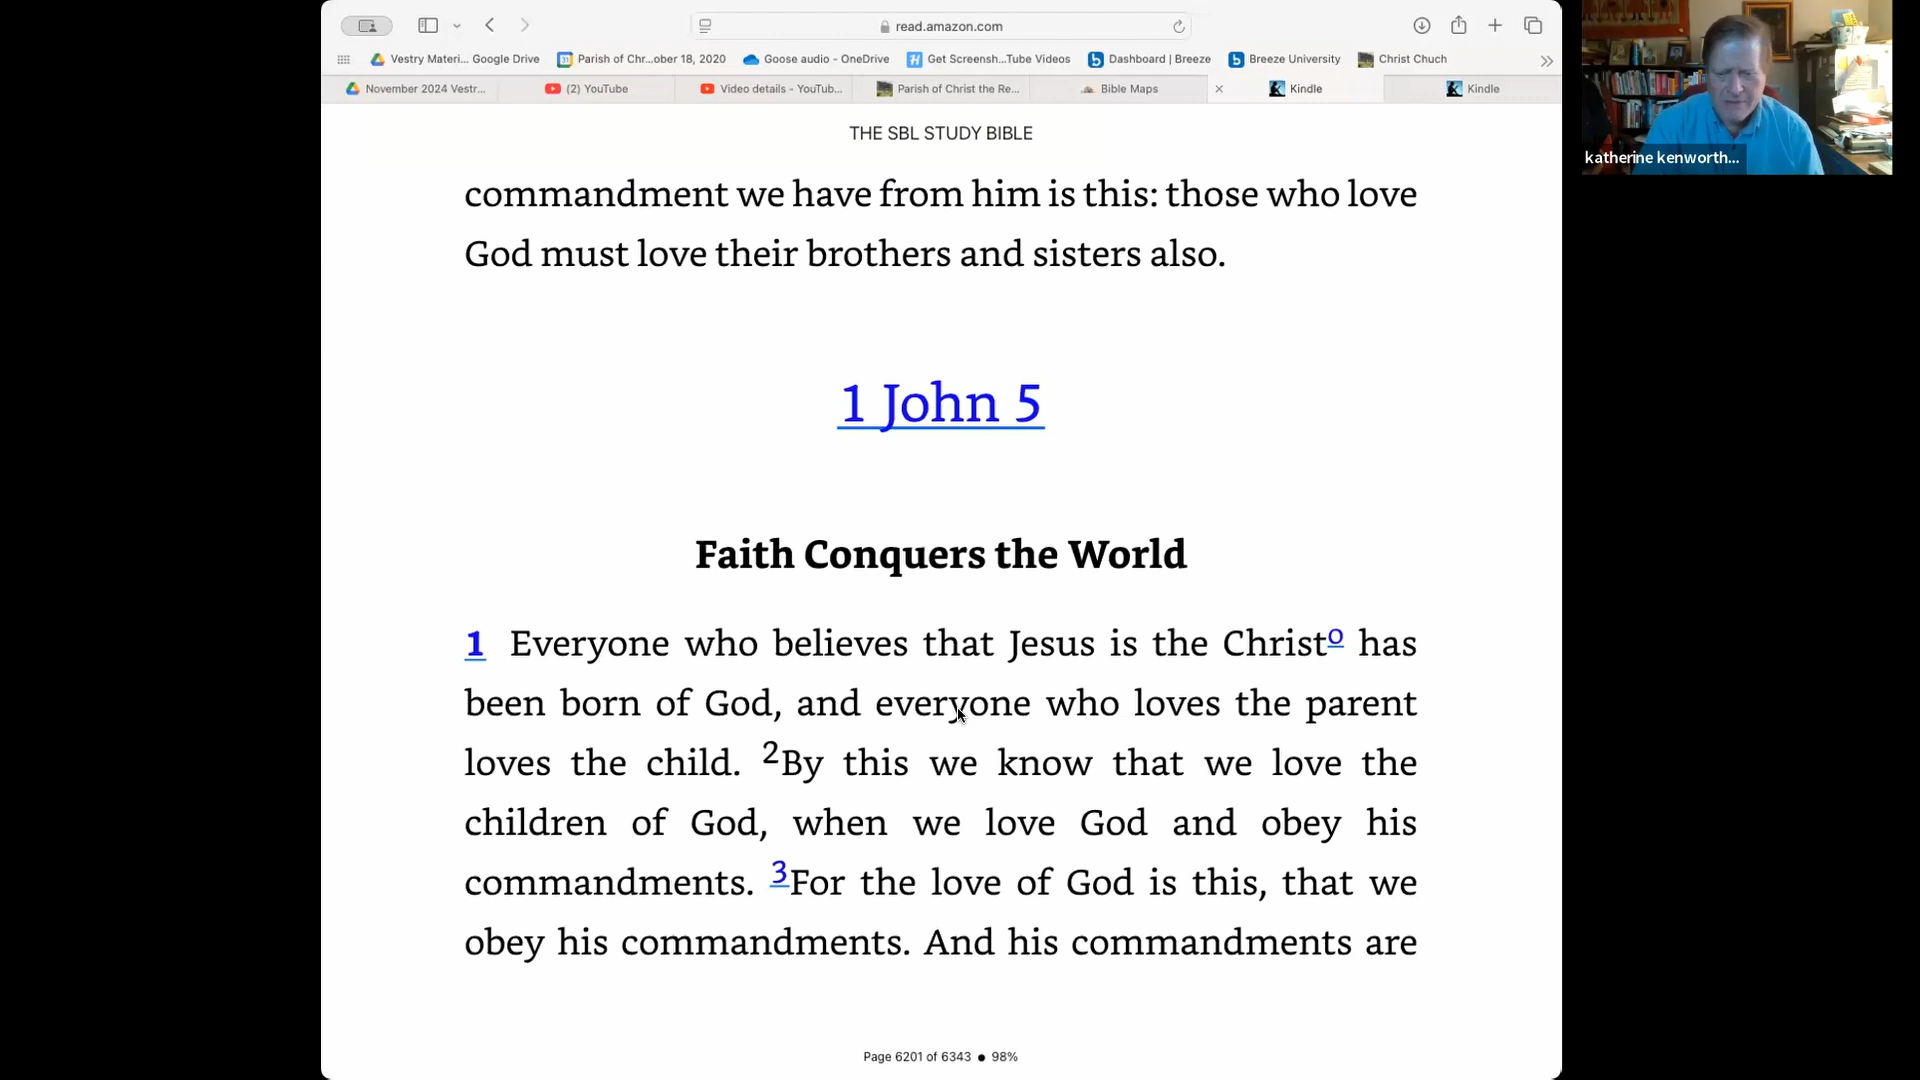 read.amazon.com
Vestry Materi... Google Drive
Parish of Chr...ober 18, 2020
Goose audio - OneDrive
Get Screensh...Tube Videos
Dashboard | Breeze
Breeze University
Christ Chuch
November 2024 Vestr...
(2) YouTube
Video details - YouTub...
Parish of Christ the Re...
Bible Maps
Kindle
Kindle
katherine kenworth...
THE SBL STUDY BIBLE
commandment we have from him is this: those who love
God must love their brothers and sisters also.
1 John 5
Faith Conquers the World
1 Everyone who believes that Jesus is the Christo has
been born of God, and everyone who loves the parent
loves the child. 2By this we know that we love the
children of God, when we love God and obey his
commandments. 3For the love of God is this, that we
obey his commandments. And his commandments are
Page 6201 of 6343 ● 98%